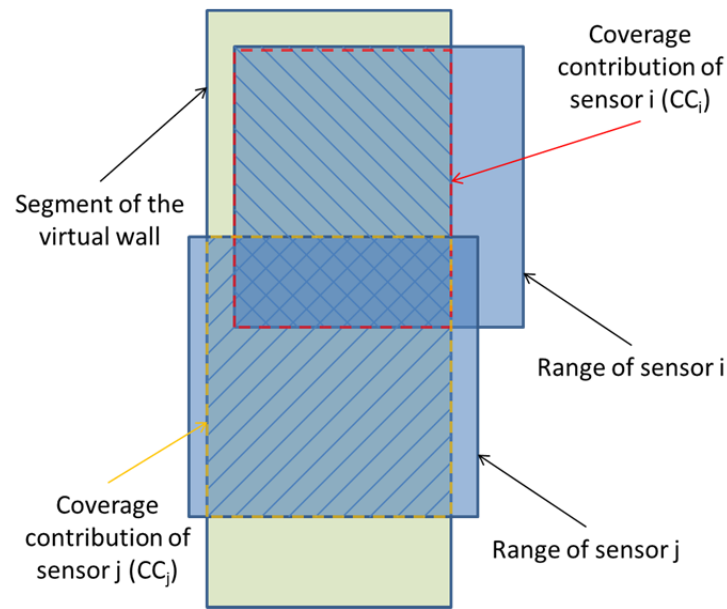 Coverage
contribution of
sensor i (CCi)
Segment of the
virtual wall
Range of sensor i
Coverage
contribution of
sensor j (CCj)
Range of sensor j